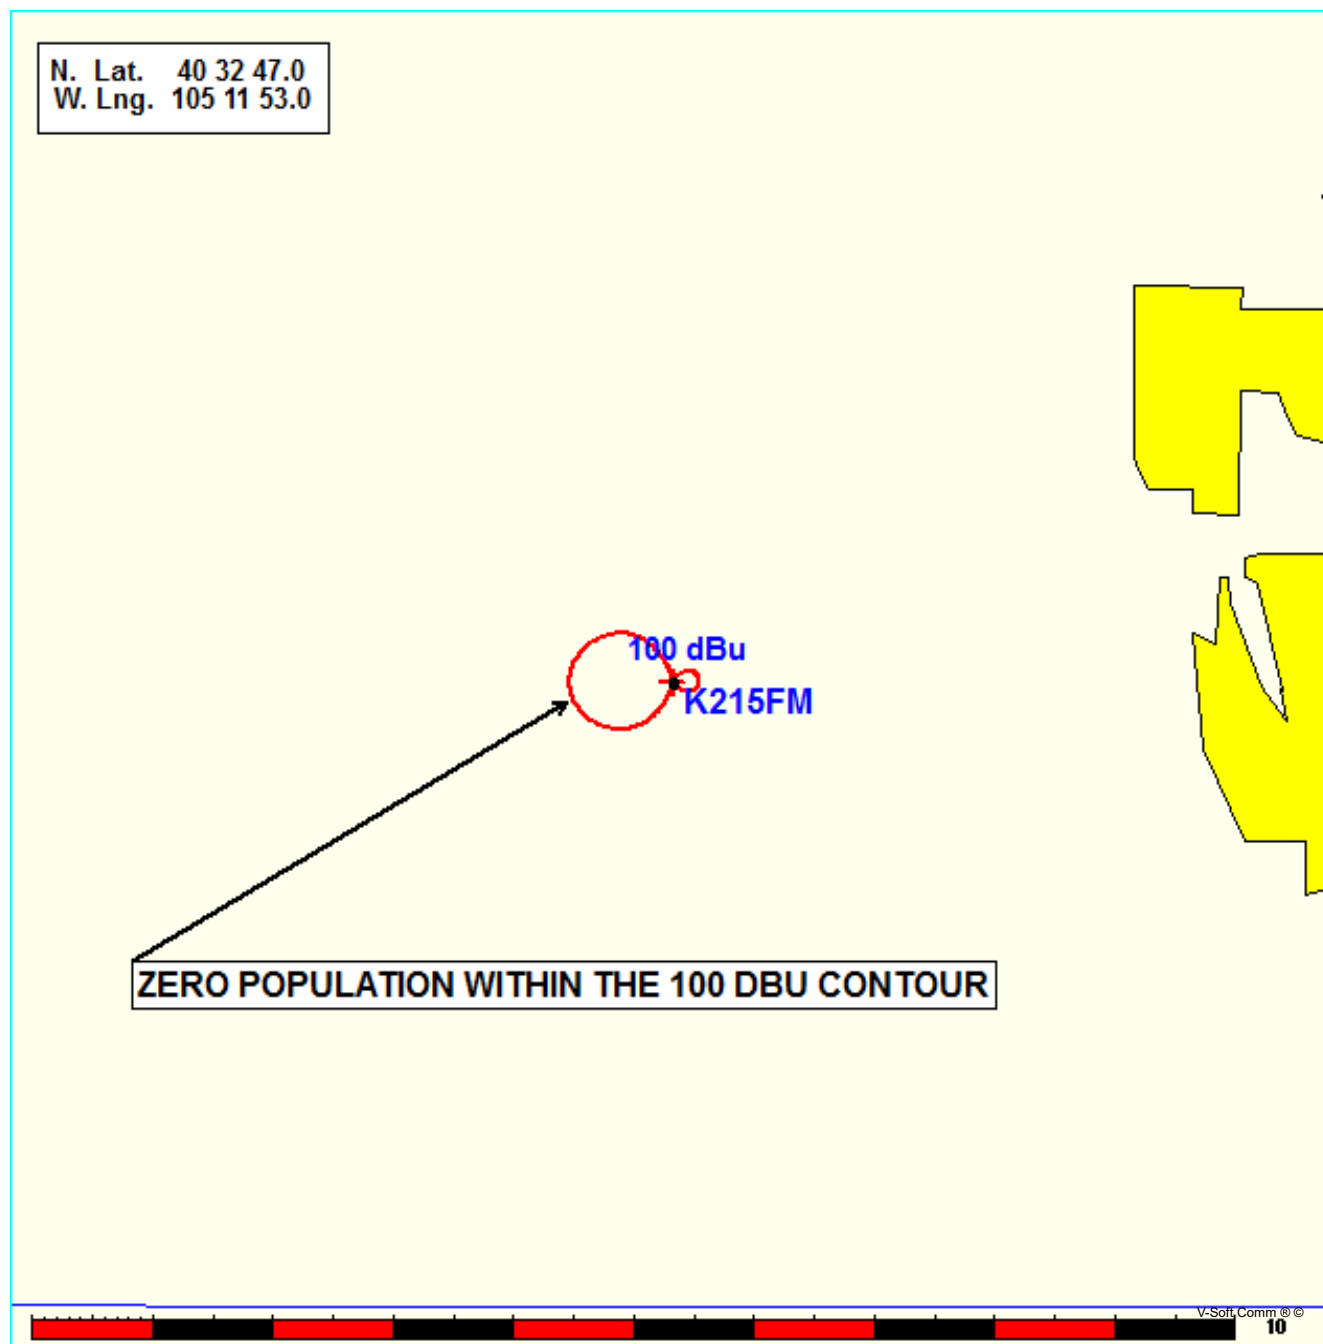 N. Lat. 40 32 47.0
W. Lng. 105 11 53.0
100 dBu
K215FM
ZERO POPULATION WITHIN THE 100 DBU CONTOUR
V-Soft Comm ® ©
10